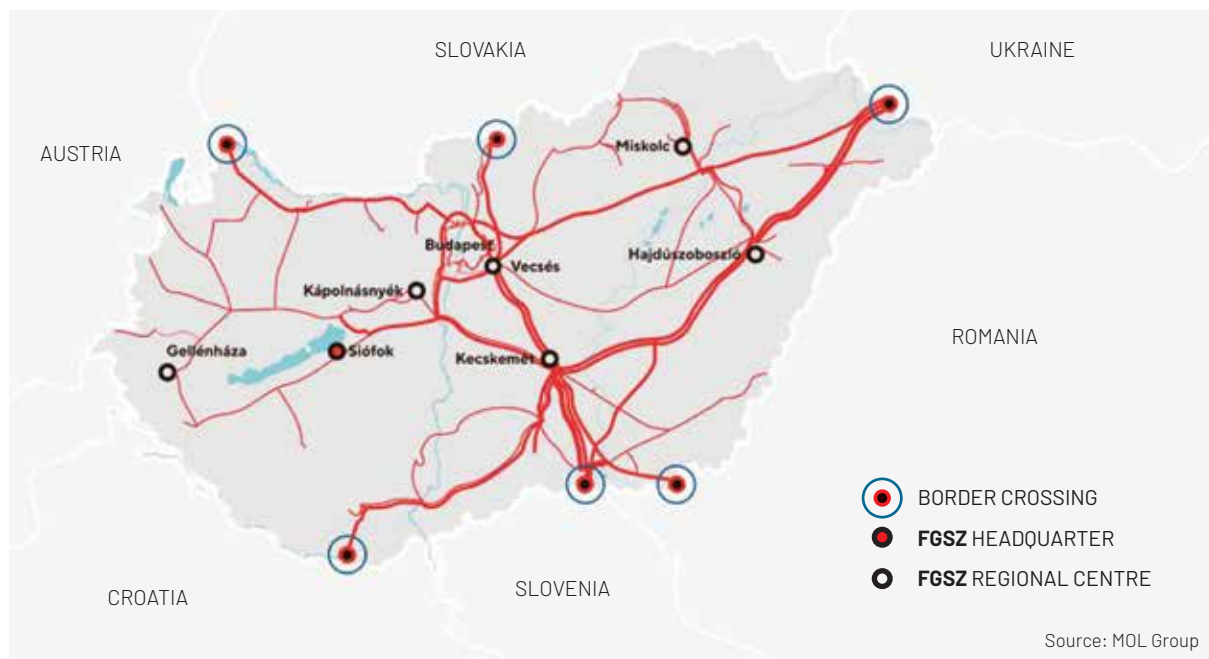 SLOVAKIA
UKRAINE
AUSTRIA
Miskolc
Budapest
Hajdúszoboszló
Vecsés
Kápolnásnyék
ROMANIA
Gellénháza
Siófok
Kecskemét
BORDER CROSSING
FGSZ HEADQUARTER
FGSZ REGIONAL CENTRE
SLOVENIA
CROATIA
Source: MOL Group